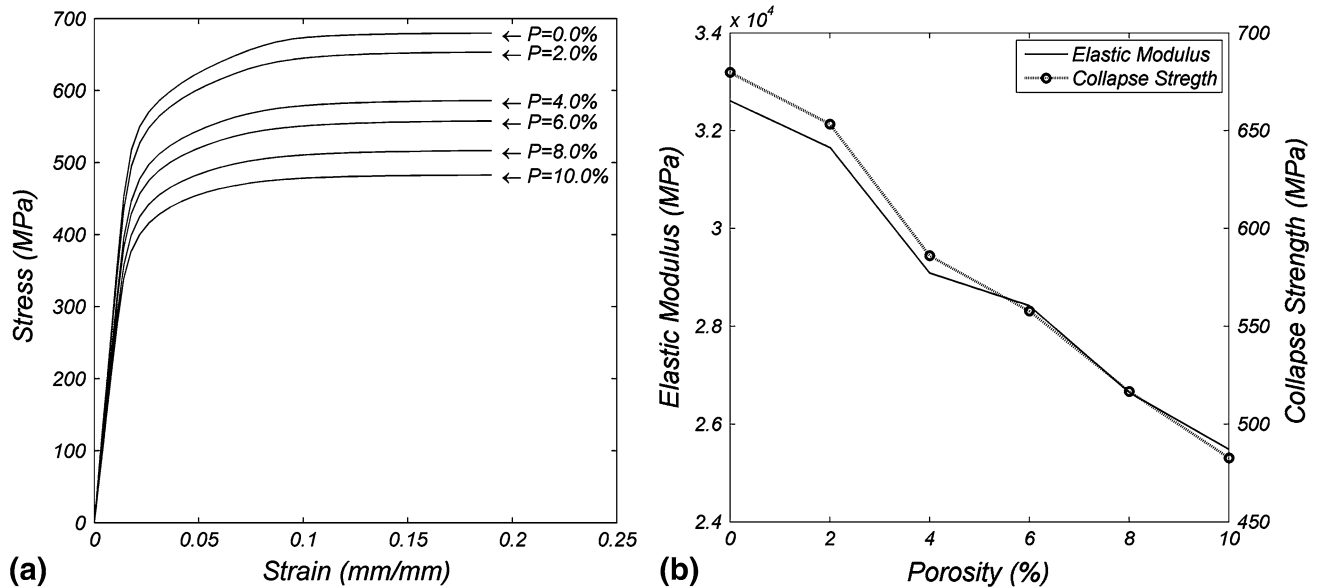 700
600
500
400
300
200
100
0
Stress (MPa)
0
0.05
0.1
0.15
0.2
0.25
Strain (mm/mm)
← P=0.0%
← P=2.0%
← P=4.0%
← P=6.0%
← P=8.0%
← P=10.0%
(a)
x 10⁴
3.4
3.2
3
2.8
2.6
2.4
Elastic Modulus (MPa)
Elastic Modulus
Collapse Stregth
700
650
600
550
500
450
Collapse Strength (MPa)
0
2
4
6
8
10
Porosity (%)
(b)